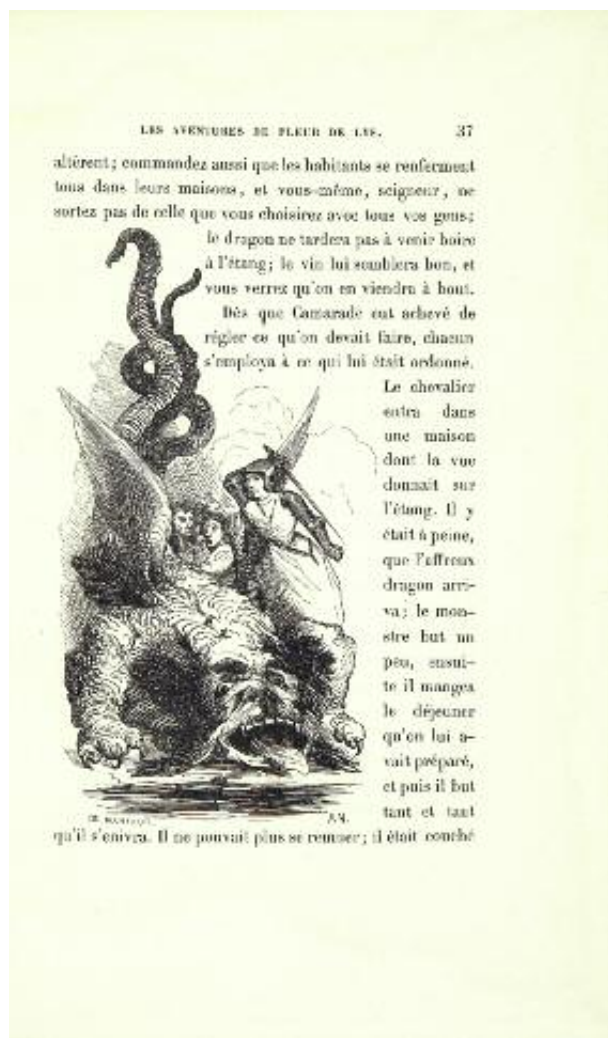 LES AVENTURES DE FLEUR DE LYS. 37
altèrent; commandez aussi que les habitants se renferment
tous dans leurs maisons, et vous-même, seigneur, ne
sortez pas de celle que vous choisirez avec tous vos gens;
le dragon ne tardera pas à venir boire
à l'étang; le vin lui semblera bon, et
vous verrez qu'on en viendra à bout.
Dès que Camarade eut achevé de
régler ce qu'on devait faire, chacun
s'employa à ce qui lui était ordonné.
Le chevalier
entra dans
une maison
dont la vue
donnait sur
l'étang. Il y
était à peine,
que l'affreux
dragon arri-
va; le mon-
stre but un
peu, ensui-
te il mangea
le déjeuner
qu'on lui a-
vait préparé,
et puis il but
tant et tant
qu'il s'enivra. Il ne pouvait plus se remuer; il était couché